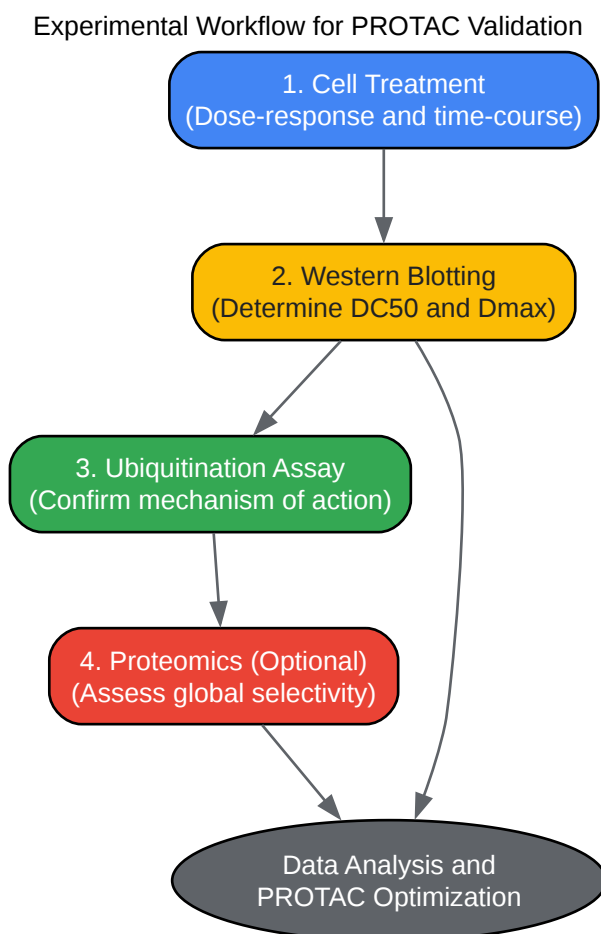 Experimental Workflow for PROTAC Validation
1. Cell Treatment
(Dose-response and time-course)
2. Western Blotting
(Determine DC50 and Dmax)
3. Ubiquitination Assay
(Confirm mechanism of action)
4. Proteomics (Optional)
(Assess global selectivity)
Data Analysis and
PROTAC Optimization